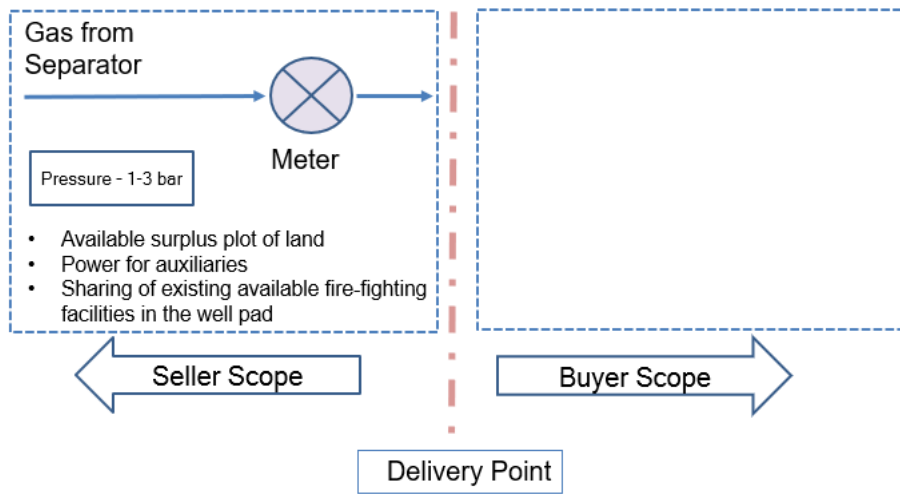 Gas from
Separator
Meter
Pressure - 1-3 bar
• Available surplus plot of land
• Power for auxiliaries
• Sharing of existing available fire-fighting
facilities in the well pad
Seller Scope
Buyer Scope
Delivery Point